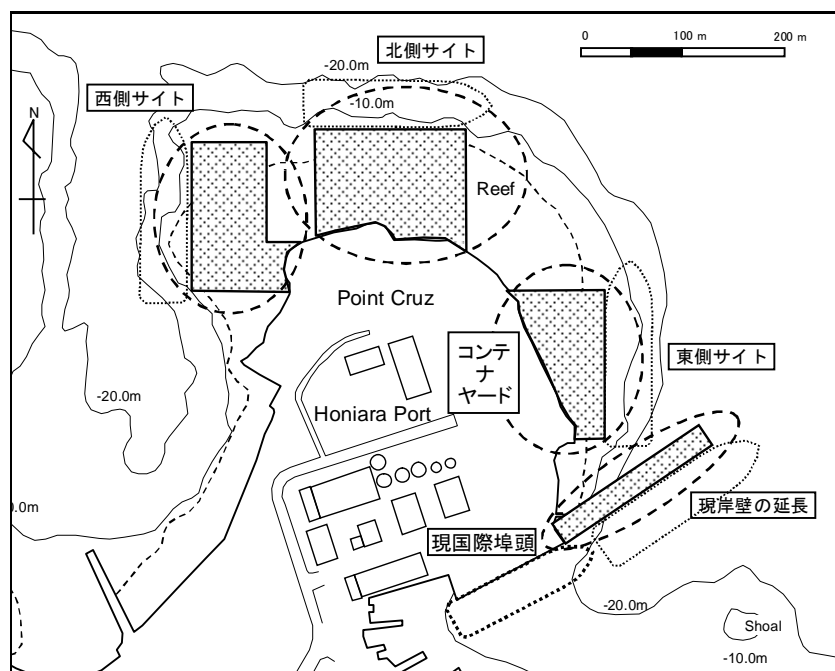 0
100 m
200 m
北側サイト
-20.0m
-10.0m
西側サイト
N
Reef
Point Cruz
コンテ
ナ
ヤード
東側サイト
-20.0m
Honiara Port
現岸壁の延長
現国際埠頭
-20.0m
Shoal
-10.0m